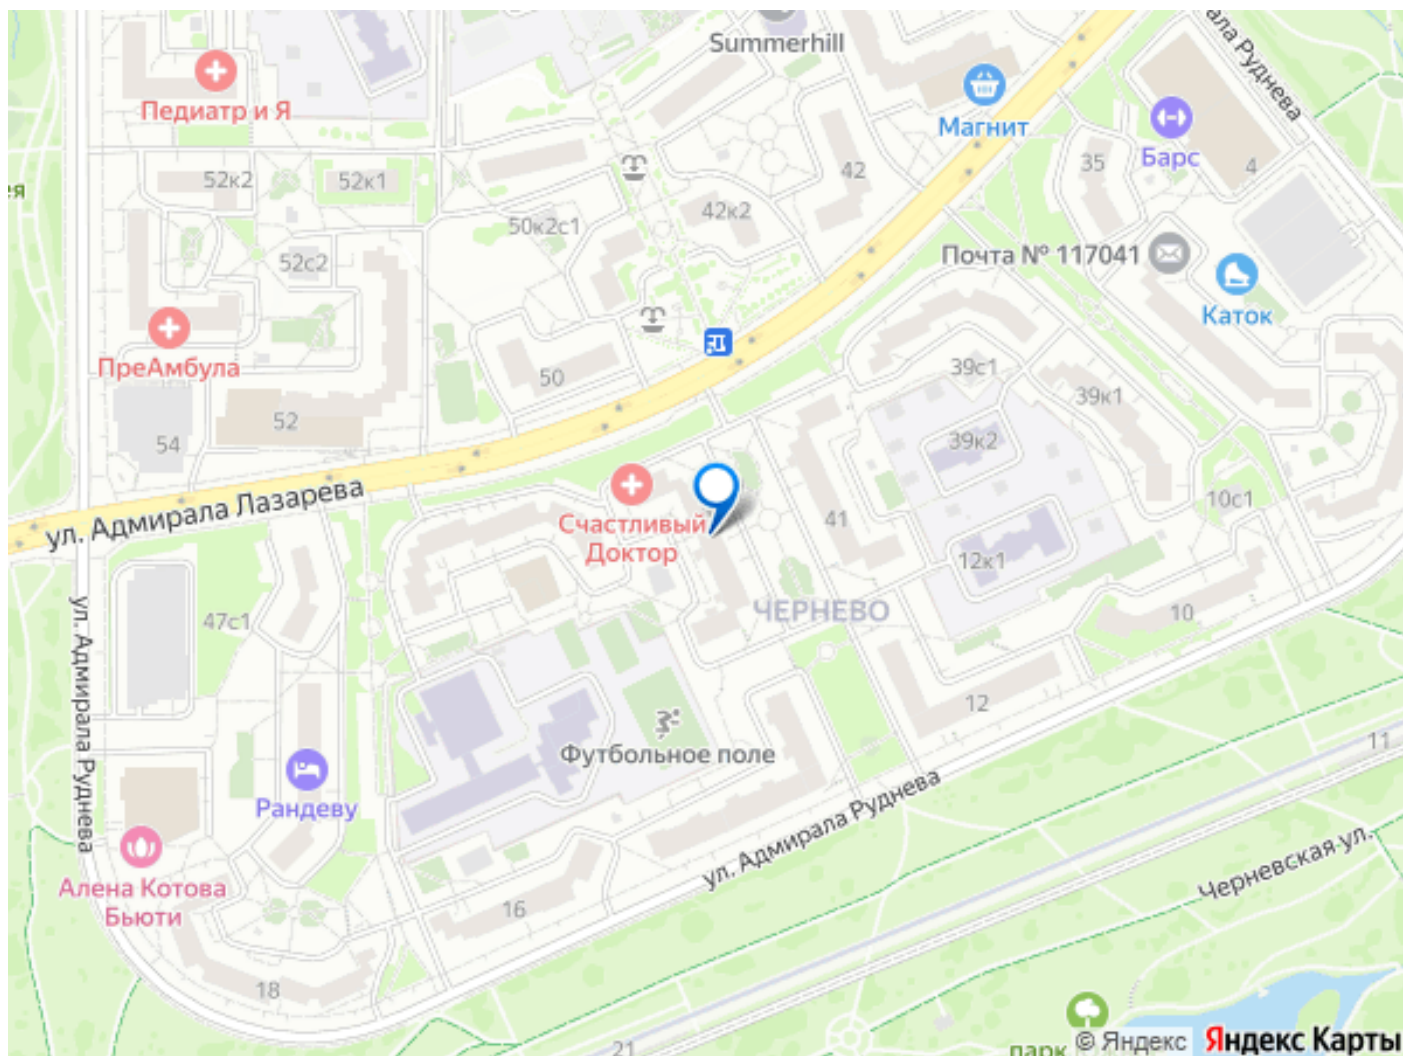 Summerhill
ала Руднева
Педиатр и Я
Магнит
Барс
35
4
42
52к2
52к1
ея
42к2
50к2с1
Почта № 117041
52с2
Каток
ПреАмбула
50
39с1
39к1
52
54
39к2
ул. Адмирала Лазарева
10с1
Счастливый
Доктор
41
12к1
ЧЕРНЕВО
47с1
10
ул. Адмирала Руднева
12
11
Футбольное поле
Рандеву
ул. Адмирала Руднева
Черневская ул.
Алена Котова
Бьюти
16
18
21
парк
© Яндекс
Яндекс Карты